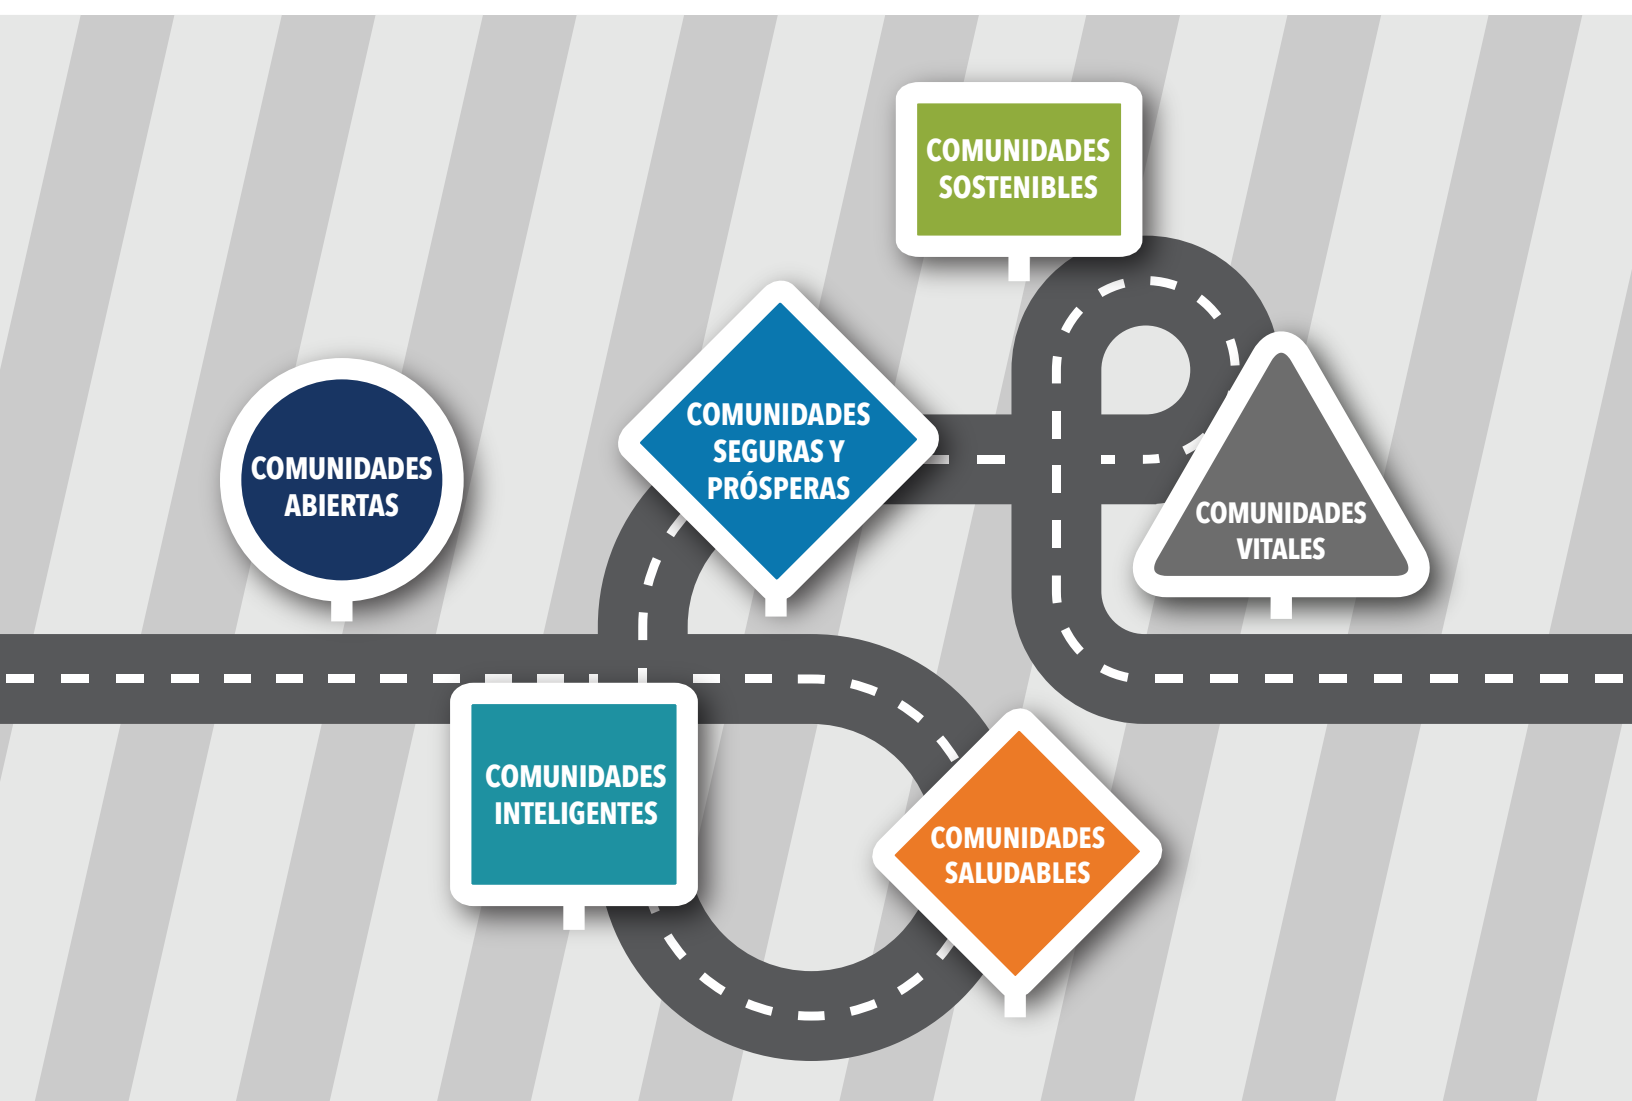 COMUNIDADES
SOSTENIBLES
COMUNIDADES
SEGURAS Y
PRÓSPERAS
COMUNIDADES
ABIERTAS
COMUNIDADES
VITALES
COMUNIDADES
INTELIGENTES
COMUNIDADES
SALUDABLES